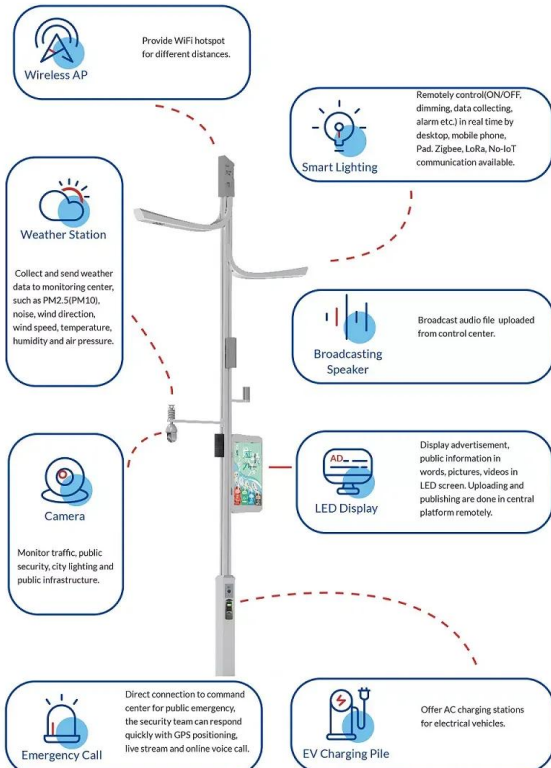 Wireless AP
Provide WiFi hotspot
for different distances.
Smart Lighting
Remotely control(ON/OFF,
dimming, data collecting,
alarm etc.) in real time by
desktop, mobile phone,
Pad. Zigbee, LoRa, No-IoT
communication available.
Weather Station
Collect and send weather
data to monitoring center,
such as PM2.5(PM10),
noise, wind direction,
wind speed, temperature,
humidity and air pressure.
Broadcasting
Speaker
Broadcast audio file uploaded
from control center.
Camera
Monitor traffic, public
security, city lighting and
public infrastructure.
AD
LED Display
Display advertisement,
public information in
words, pictures, videos in
LED screen. Uploading and
publishing are done in central
platform remotely.
Emergency Call
Direct connection to command
center for public emergency,
the security team can respond
quickly with GPS positioning,
live stream and online voice call.
EV Charging Pile
Offer AC charging stations
for electrical vehicles.